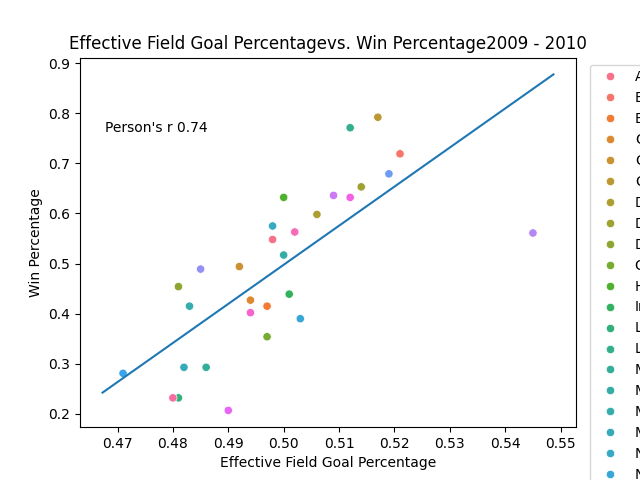 Effective Field Goal Percentagevs. Win Percentage2009 - 2010
0.9
0.8
0.7
0.6
0.5
0.4
0.3
0.2
Win Percentage
Person's r 0.74
0.47 0.48 0.49 0.50 0.51 0.52 0.53 0.54 0.55
Effective Field Goal Percentage